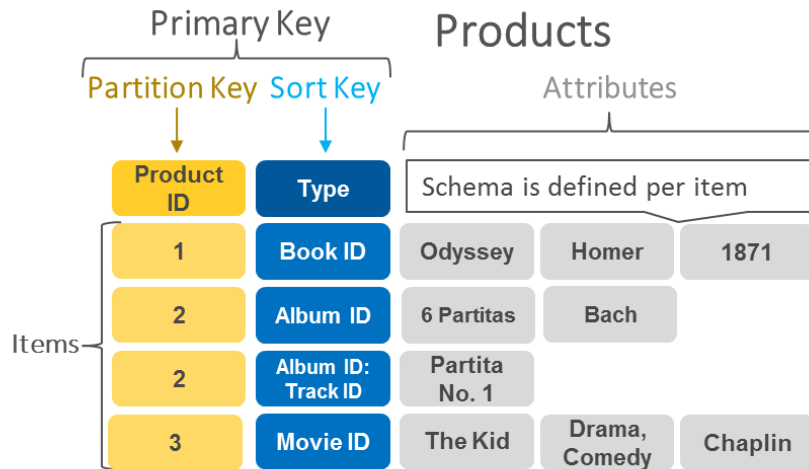 Primary Key
Products
Partition Key
Sort Key
Attributes
Product
ID
Type
Schema is defined per item
Items
1
Book ID
Odyssey
Homer
1871
2
Album ID
6 Partitas
Bach
2
Album ID:
Track ID
Partita
No. 1
3
Movie ID
The Kid
Drama,
Comedy
Chaplin